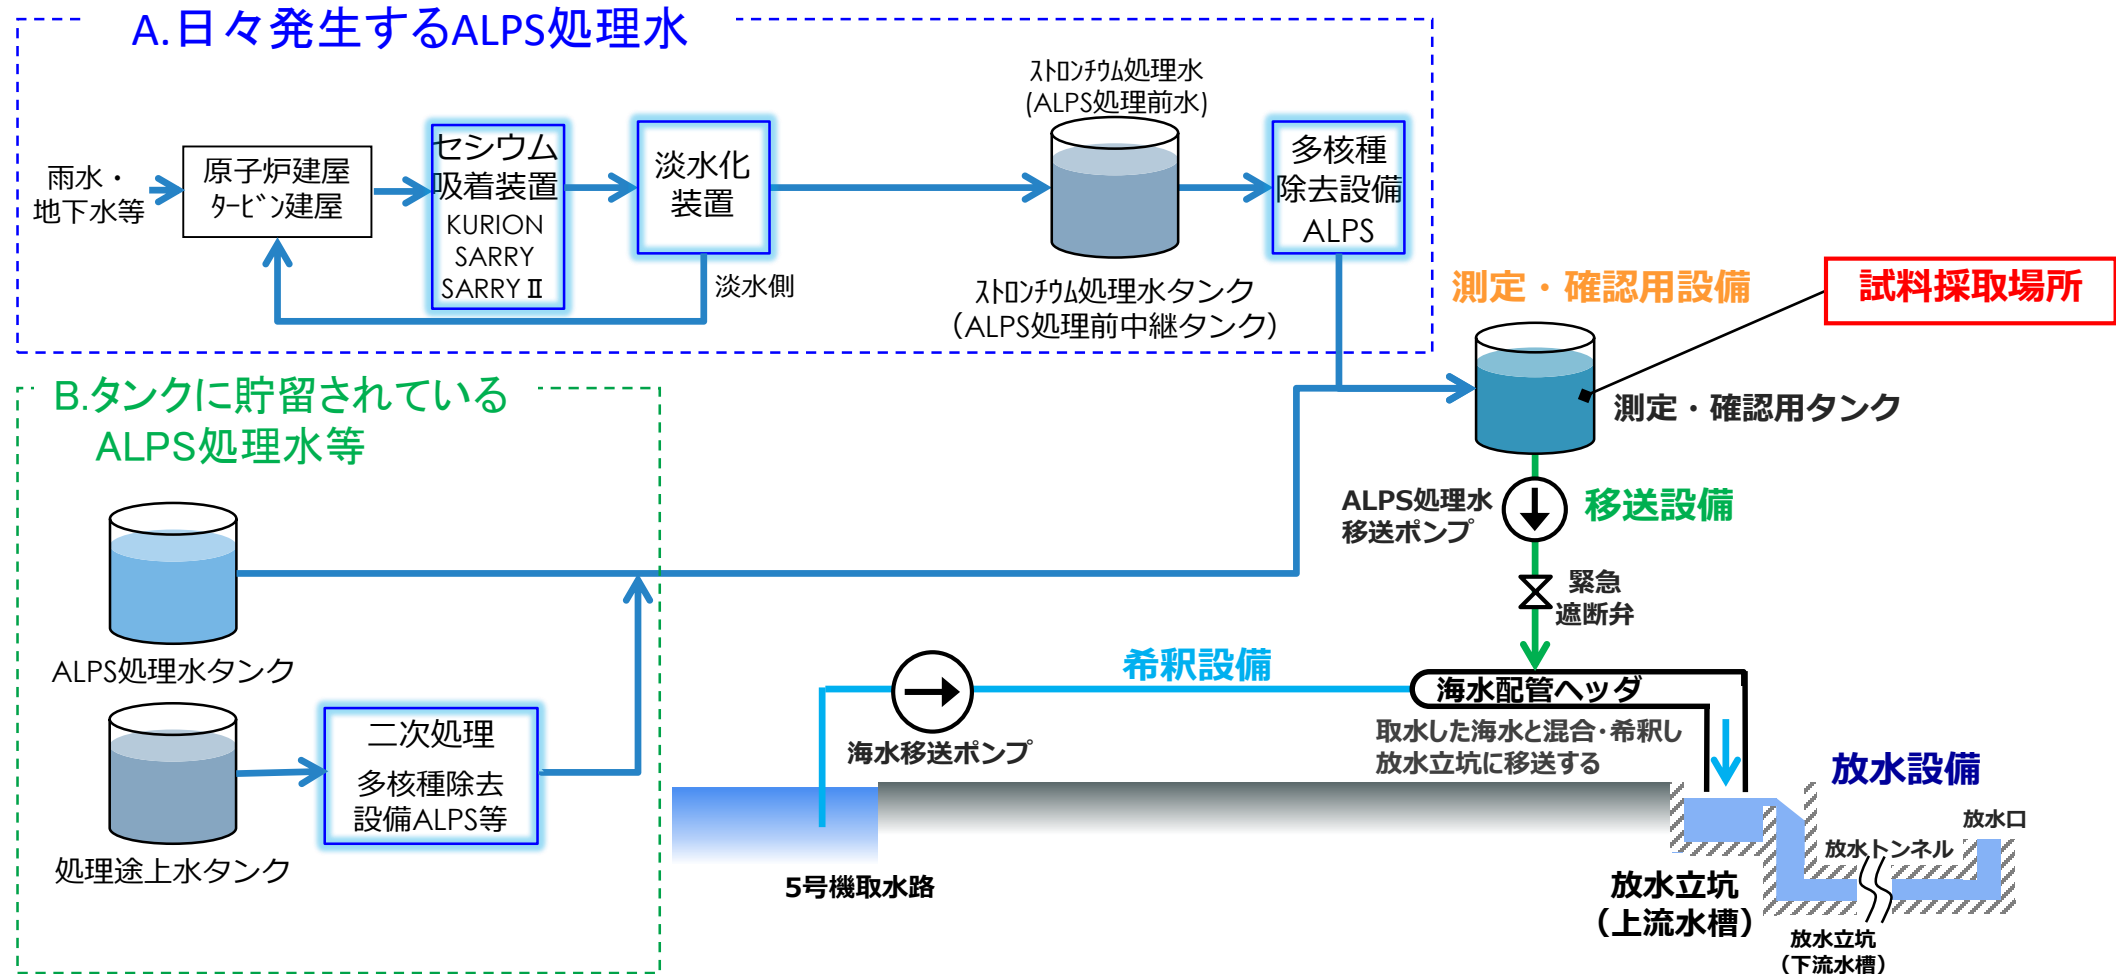 A.日々発生するALPS処理水
雨水・
地下水等
原子炉建屋
ﾀｰﾋﾞﾝ建屋
セシウム
吸着装置
KURION
SARRY
SARRYⅡ
淡水化
装置
淡水側
ｽﾄﾛﾝﾁｳﾑ処理水
(ALPS処理前水)
ｽﾄﾛﾝﾁｳﾑ処理水タンク
（ALPS処理前中継タンク）
多核種
除去設備
ALPS
測定・確認用設備
試料採取場所
測定・確認用タンク
B.タンクに貯留されている
ALPS処理水等
ALPS処理水タンク
処理途上水タンク
二次処理
多核種除去
設備ALPS等
ALPS処理水
移送ポンプ
移送設備
緊急
遮断弁
希釈設備
海水移送ポンプ
海水配管ヘッダ
取水した海水と混合･希釈し
放水立坑に移送する
5号機取水路
放水設備
放水口
放水トンネル
放水立坑
（上流水槽）
放水立坑
（下流水槽）